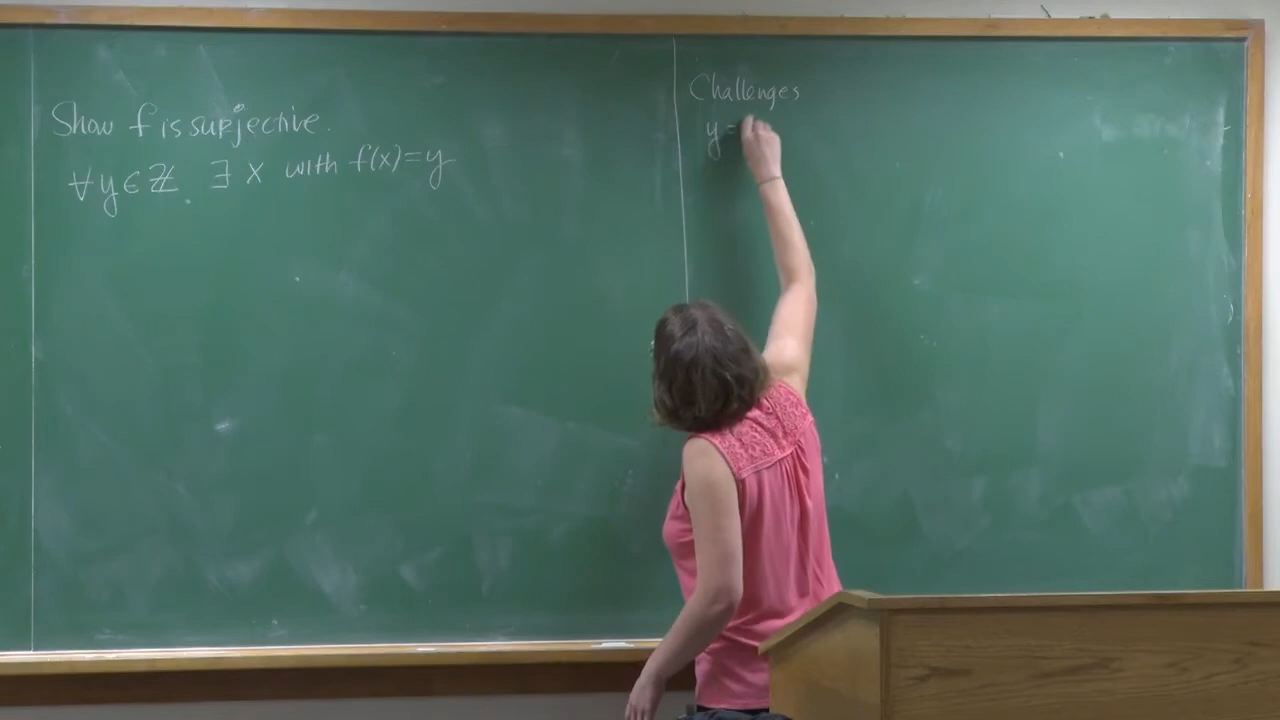 Show f is surjective.
∀y∈ℤ ∃ x with f(x)=y
Challenges
y=